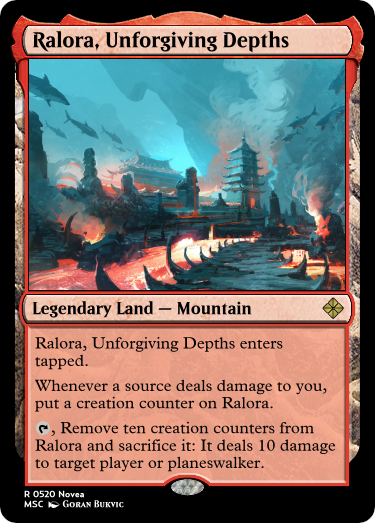 Ralora, Unforgiving Depths
Legendary Land — Mountain
Ralora, Unforgiving Depths enters
tapped.
Whenever a source deals damage to you,
put a creation counter on Ralora.
, Remove ten creation counters from
Ralora and sacrifice it: It deals 10 damage
to target player or planeswalker.
R 0520 Novea
MSC Goran Bukvic